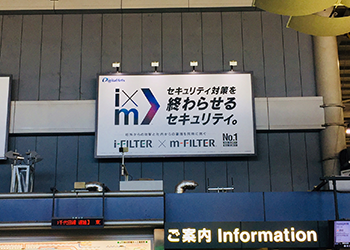 Digital Arts
i×m
セキュリティ対策を
終わらせる
セキュリティ。
i-FILTER × m-FILTER
No.1
ご案内 Information